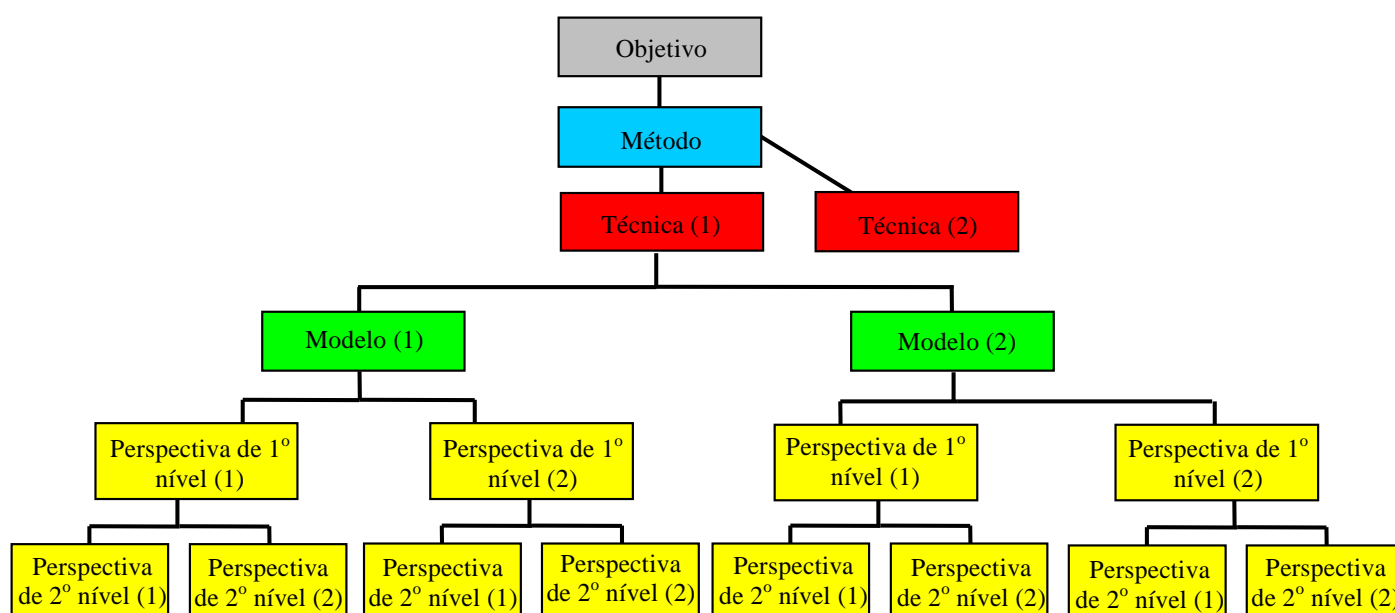 Objetivo
Método
Técnica (1)
Técnica (2)
Modelo (1)
Modelo (2)
Perspectiva de 1º
nível (1)
Perspectiva de 1º
nível (2)
Perspectiva de 1º
nível (1)
Perspectiva de 1º
nível (2)
Perspectiva
de 2º nível (1)
Perspectiva
de 2º nível (2)
Perspectiva
de 2º nível (1)
Perspectiva
de 2º nível (2)
Perspectiva
de 2º nível (1)
Perspectiva
de 2º nível (2)
Perspectiva
de 2º nível (1)
Perspectiva
de 2º nível (2)